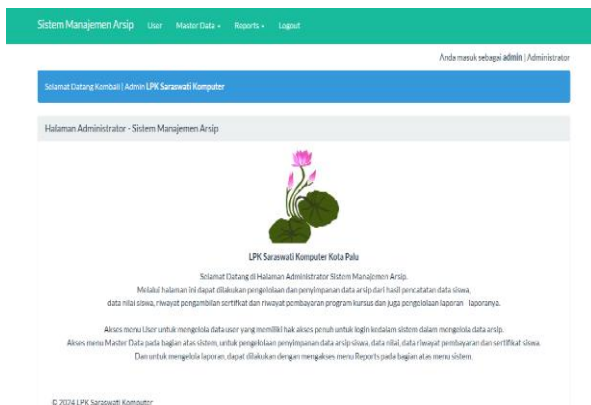 Sistem Manajemen Arsip User Master Data Reports Logout
Anda masuk sebagai admin | Administrator
Selamat Datang Kembali | Admin LPK Saraswati Komputer
Halaman Administrator - Sistem Manajemen Arsip
LPK Saraswati Komputer Kota Palu
Selamat Datang di Halaman Administrator Sistem Manajemen Arsip.
Melalui halaman ini dapat dilakukan pengelolaan dan penyimpanan data arsip dari hasil pencatatan data siswa,
data nilai siswa, riwayat pengambilan sertfikat dan riwayat pembayaran program kursus dan juga pengelolaan laporan - laporanya.
Akses menu User untuk mengelola data user yang memiliki hak akses penuh untuk login kedalam sistem dalam mengelola data arsip.
Akses menu Master Data pada bagian atas sistem, untuk pengelolaan penyimpanan data arsip siswa, data nilai, data riwayat pembayaran dan sertfikat siswa.
Dan untuk mengelola laporan, dapat dilakukan dengan mengakses menu Reports pada bagian atas menu sistem.
© 2024 LPK Saraswati Komputer